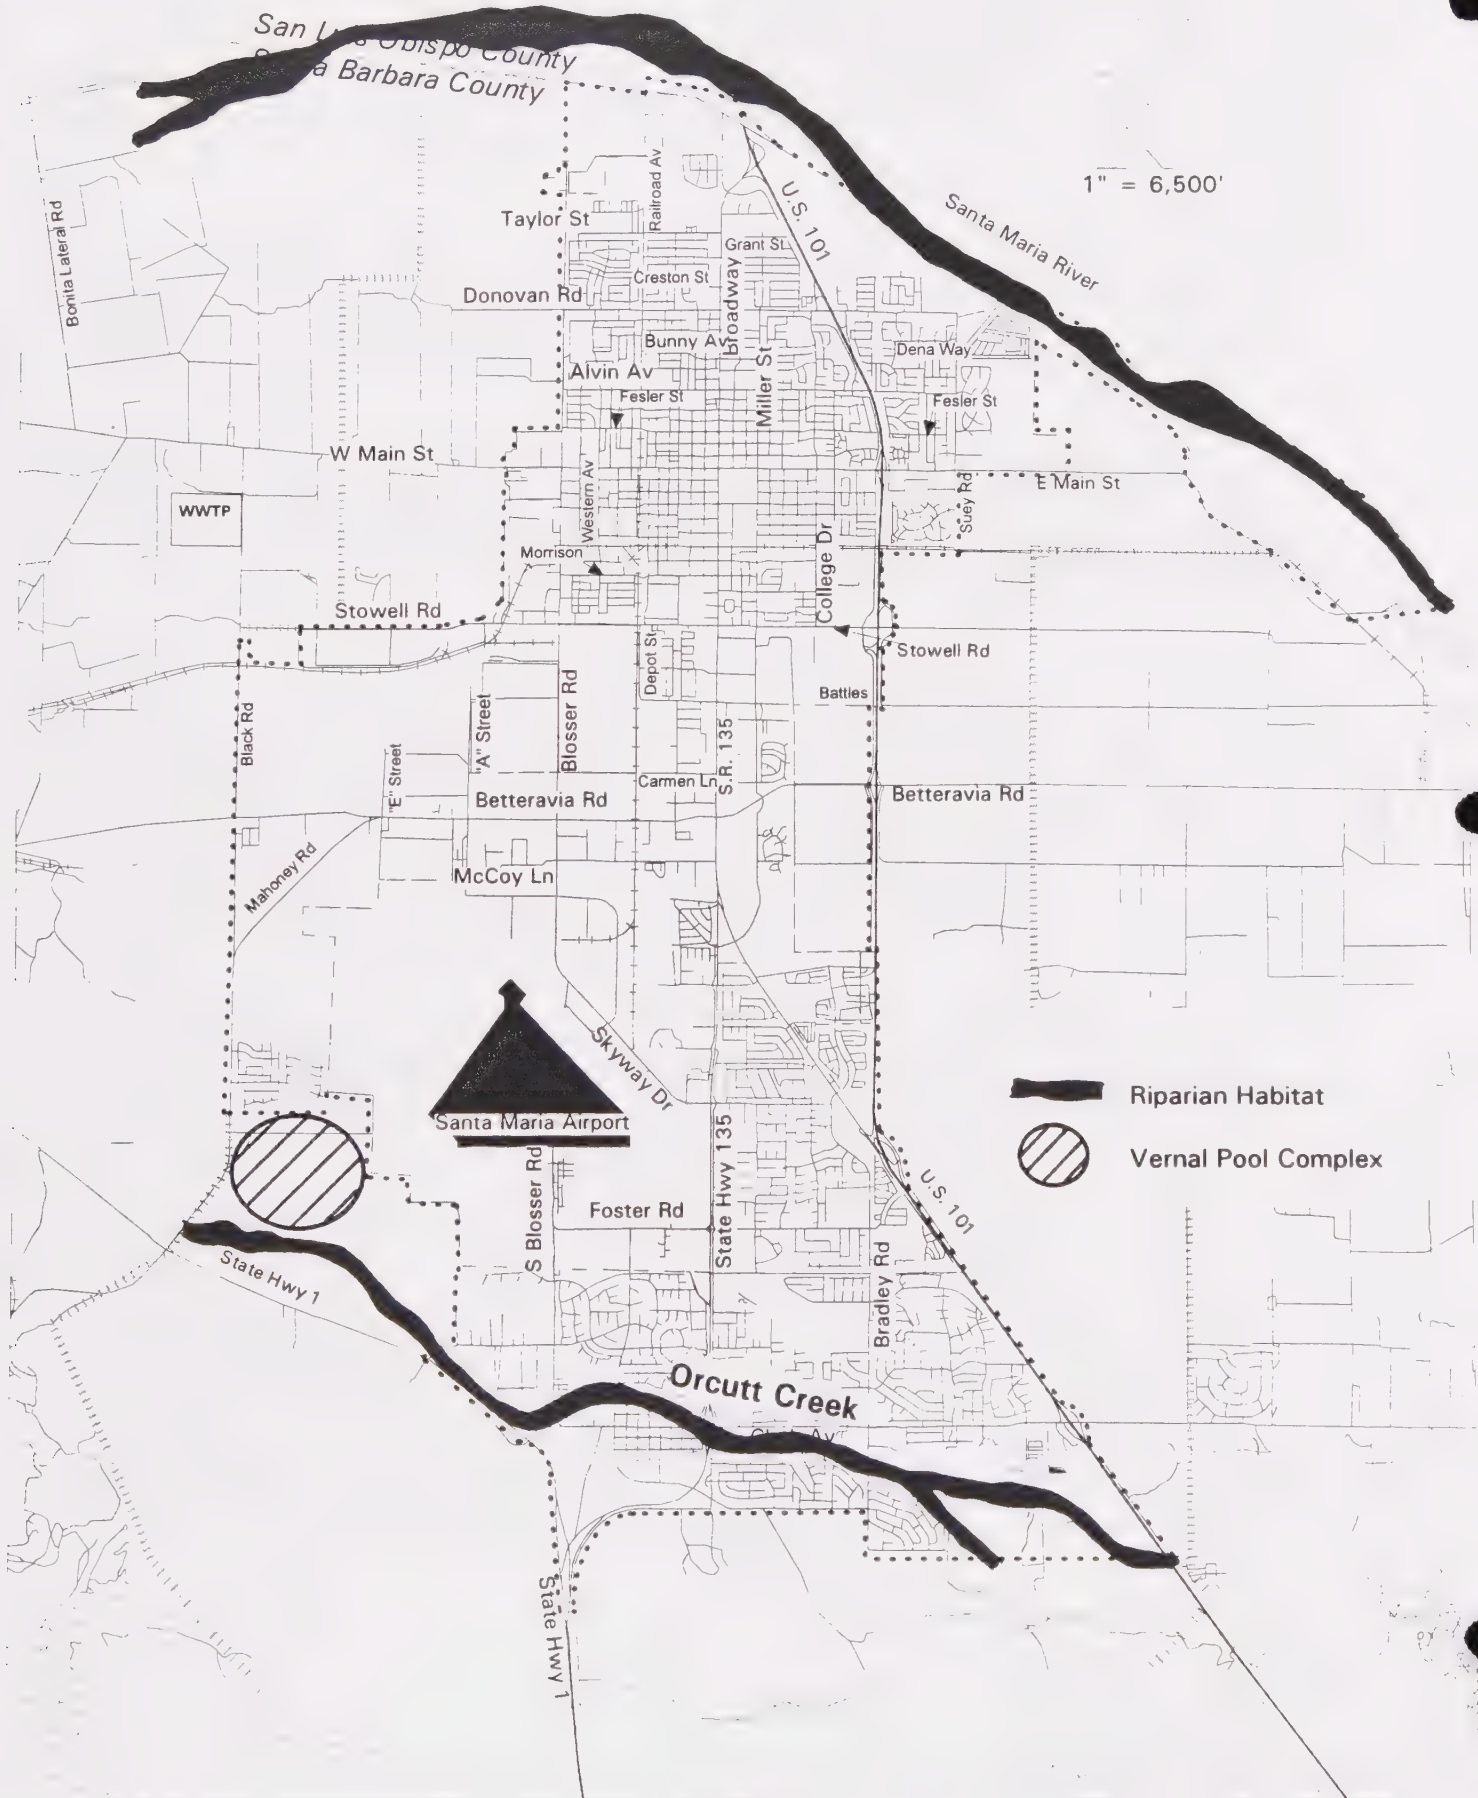 San Luis Obispo County
Barbara County
1" = 6,500'
Bonita Lateral Rd
Railroad Av
U.S. 101
Santa Maria River
Taylor St
Grant St
Creston St
Donovan Rd
Broadway
Bunny Av
Dena Way
Alvin Av
Miller St
Fesler St
Fesler St
W Main St
E Main St
Western Av
Suey Rd
WWTP
Morrison
College Dr
Stowell Rd
Stowell Rd
Depot St
Battles
Black Rd
"A" Street
Blosser Rd
S.R. 135
"E" Street
Carmen Ln
Betteravia Rd
Betteravia Rd
Mahoney Rd
McCoy Ln
Skyway Dr
Riparian Habitat
Santa Maria Airport
State Hwy 135
Vernal Pool Complex
S Blosser Rd
U.S. 101
Foster Rd
State Hwy 1
Bradley Rd
Orcutt Creek
Av
State Hwy 1